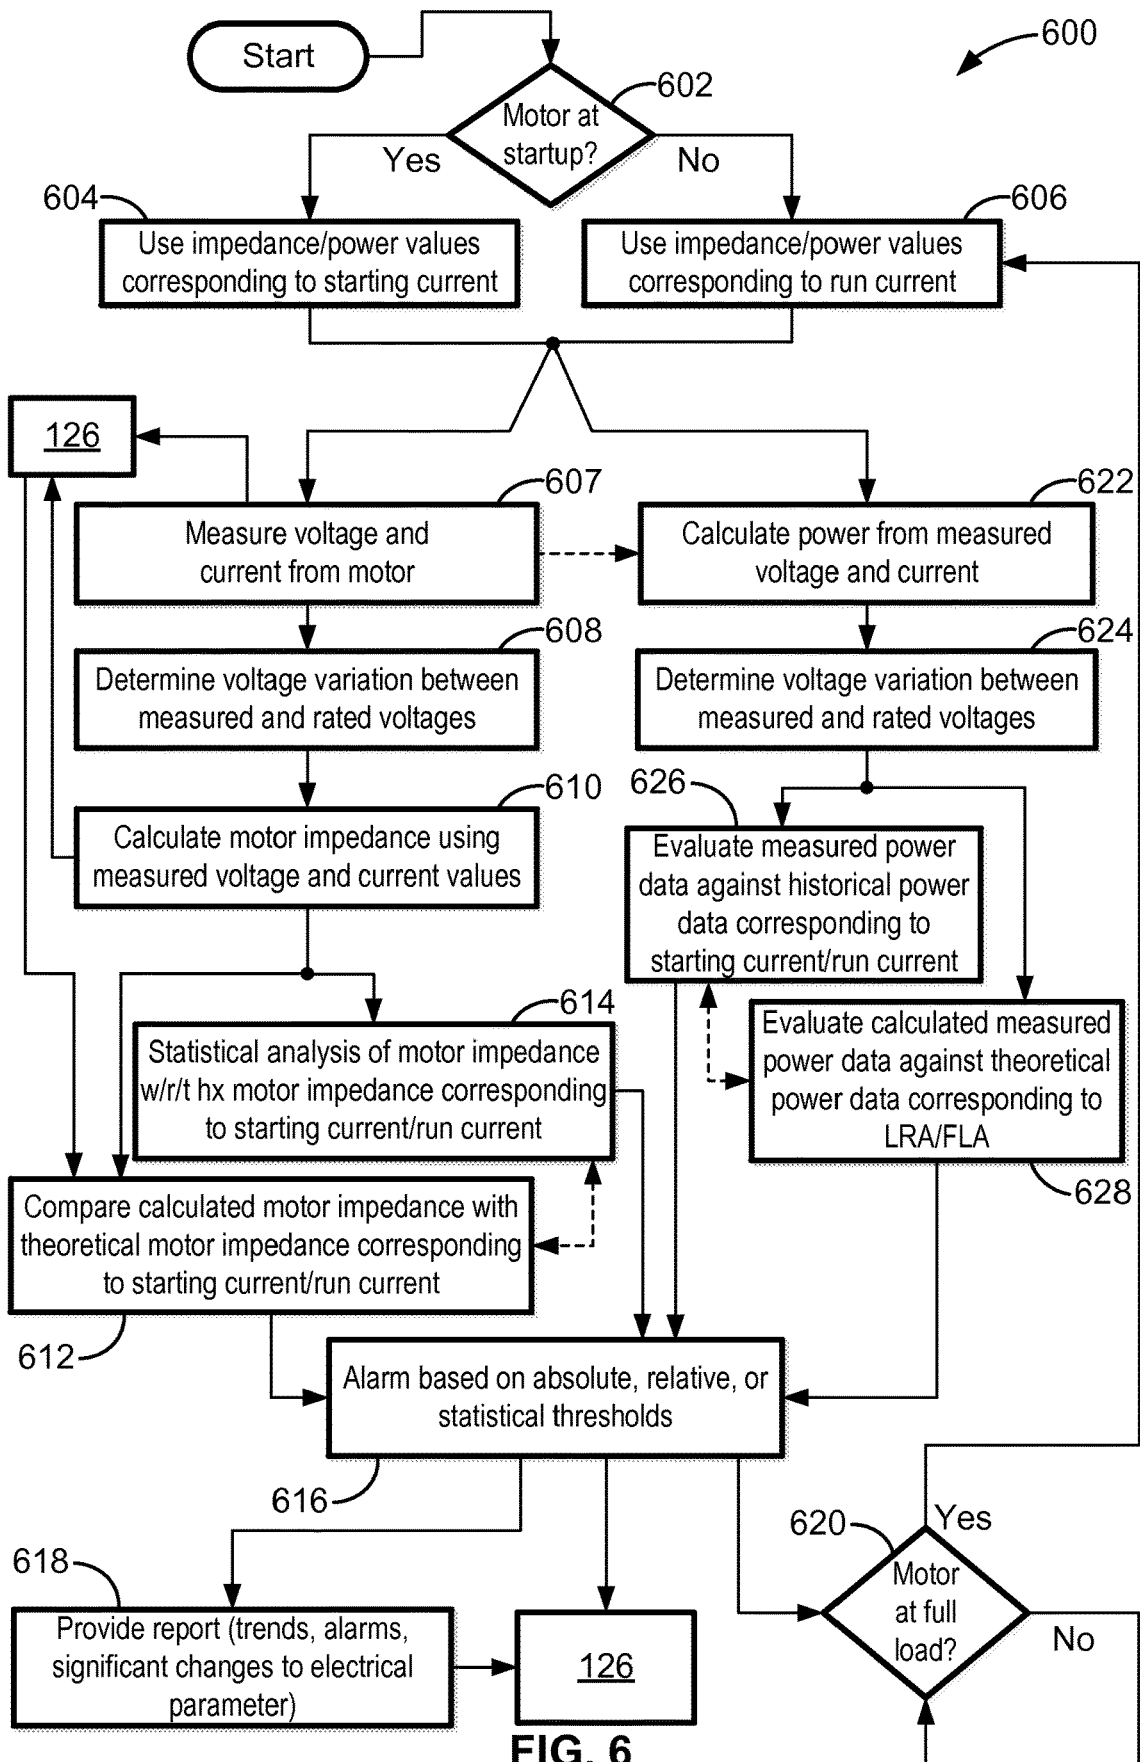 600
Start
602
Motor at
startup?
Yes
No
604
606
Use impedance/power values
corresponding to starting current
Use impedance/power values
corresponding to run current
126
607
622
Measure voltage and
current from motor
Calculate power from measured
voltage and current
608
624
Determine voltage variation between
measured and rated voltages
Determine voltage variation between
measured and rated voltages
610
626
Calculate motor impedance using
measured voltage and current values
Evaluate measured power
data against historical power
data corresponding to
starting current/run current
614
Statistical analysis of motor impedance
w/r/t hx motor impedance corresponding
to starting current/run current
Evaluate calculated measured
power data against theoretical
power data corresponding to
LRA/FLA
628
Compare calculated motor impedance with
theoretical motor impedance corresponding
to starting current/run current
612
Alarm based on absolute, relative, or
statistical thresholds
616
620
Yes
Motor
at full
load?
No
618
Provide report (trends, alarms,
significant changes to electrical
parameter)
126
FIG. 6